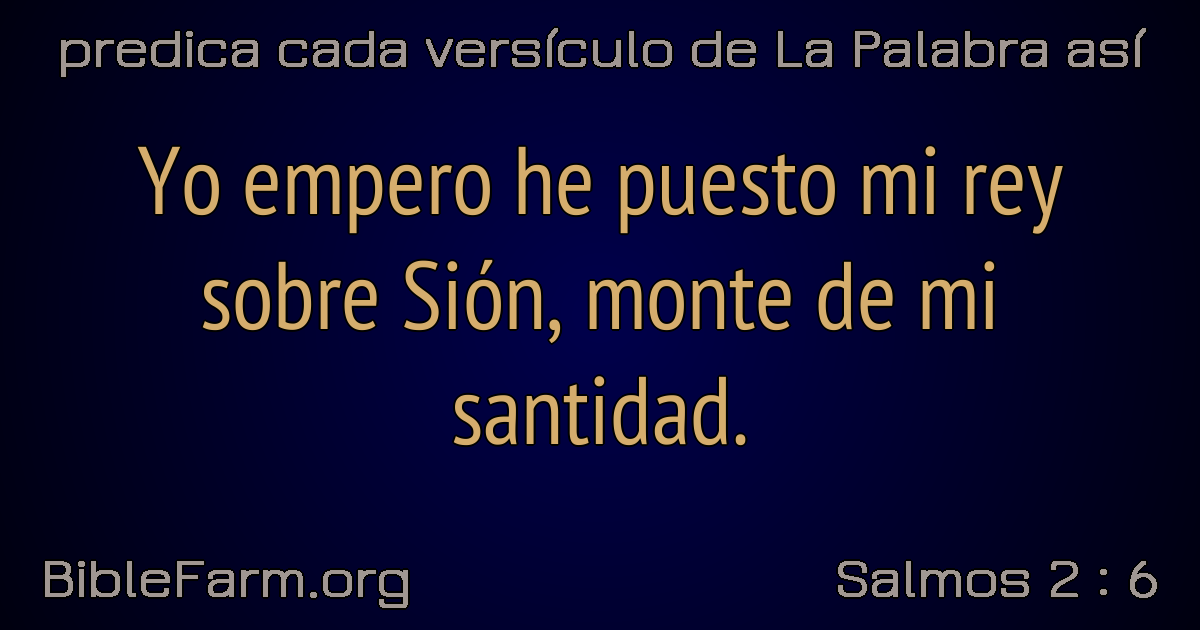 predica cada versículo de La Palabra así
Yo empero he puesto mi rey
sobre Sión, monte de mi
santidad.
BibleFarm.org
Salmos 2 : 6